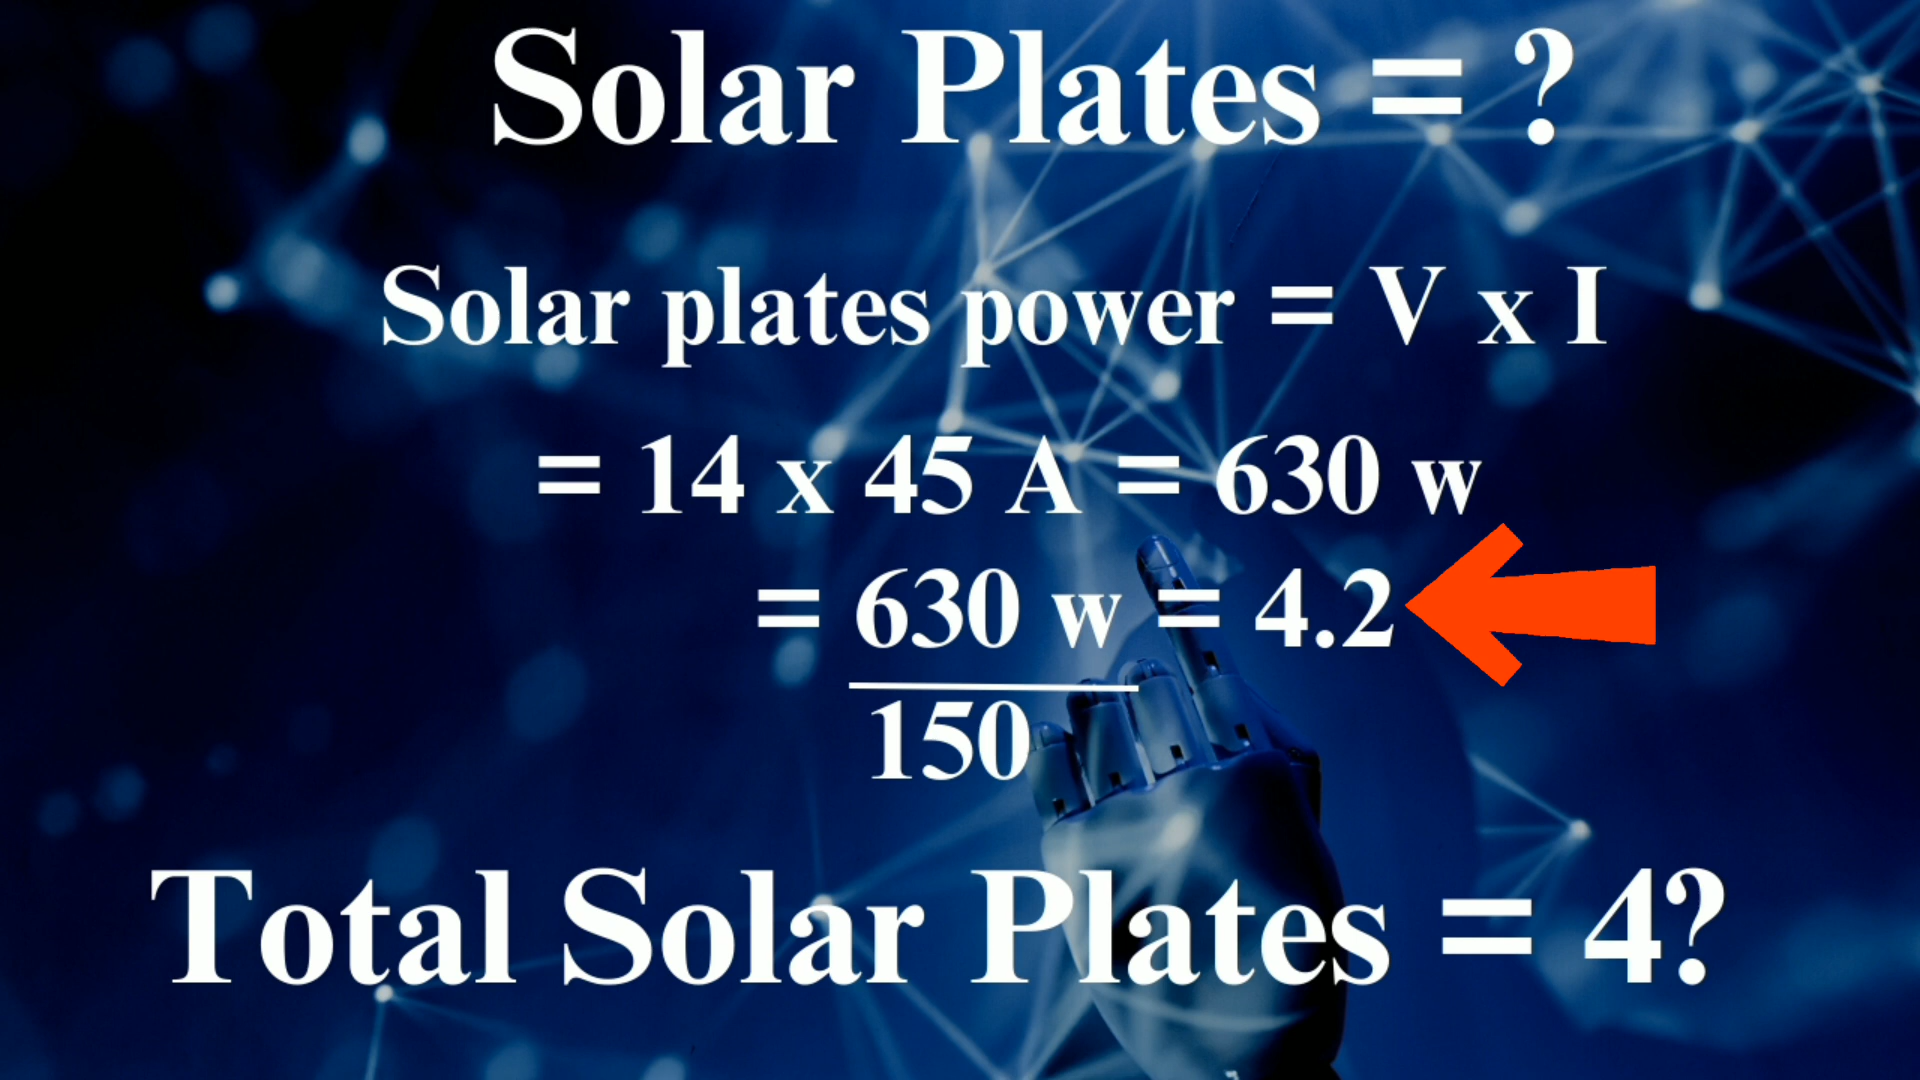 Solar Plates = ?
Solar plates power = V x I
= 14 x 45 A = 630 w
= 630 w = 4.2
150
Total Solar Plates = 4?